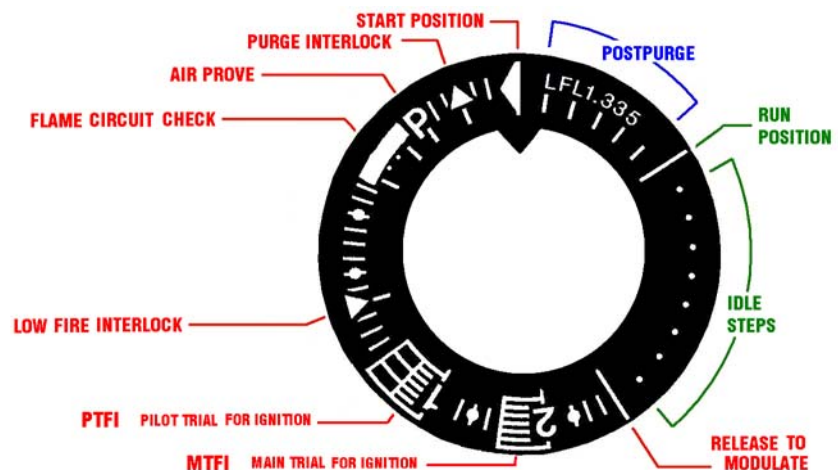 START POSITION
PURGE INTERLOCK
AIR PROVE
FLAME CIRCUIT CHECK
LOW FIRE INTERLOCK
PTFI PILOT TRIAL FOR IGNITION
MTFI MAIN TRIAL FOR IGNITION
POSTPURGE
RUN
POSITION
IDLE
STEPS
RELEASE TO
MODULATE
LFL1.335
P
1
2